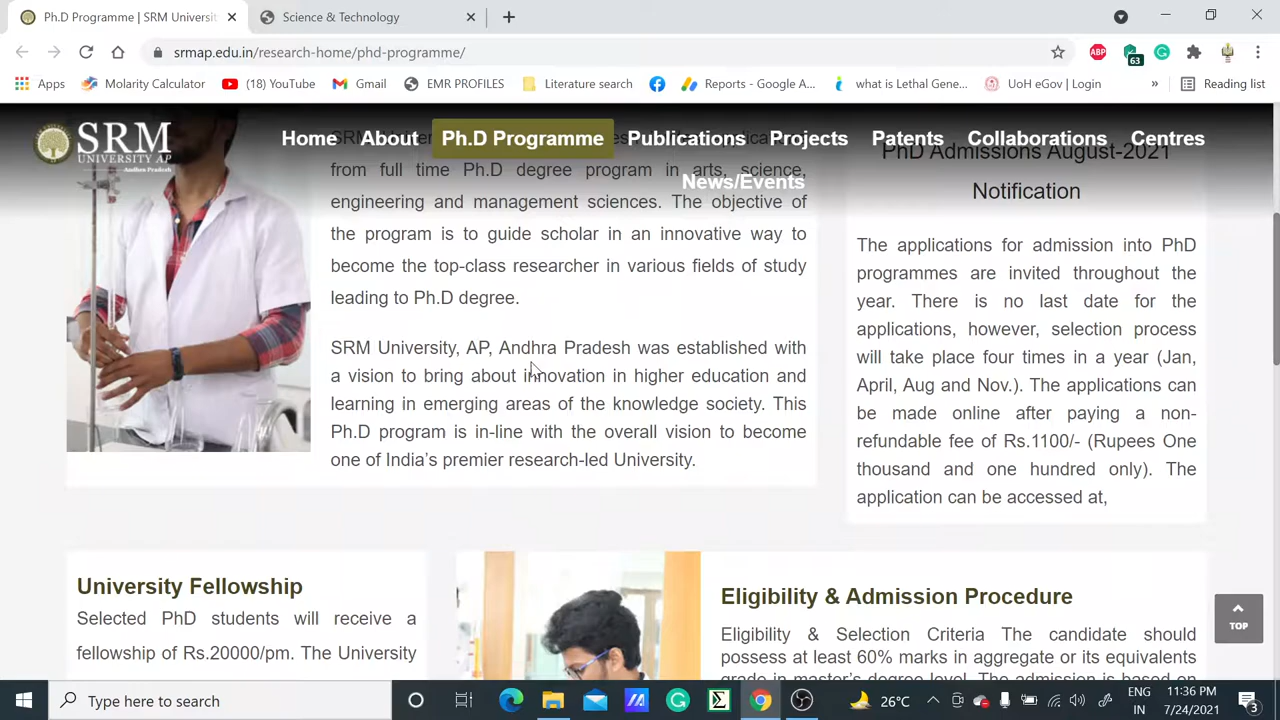 Ph.D Programme | SRM Universit
Science & Technology
srmap.edu.in/research-home/phd-programme/
ABP
63
Apps
Molarity Calculator
(18) YouTube
Gmail
EMR PROFILES
Literature search
Reports - Google A...
what is Lethal Gene...
UoH eGov | Login
»
Reading list
SRM
UNIVERSITY AP
Andhra Pradesh
Home
About
Ph.D Programme
Publications
Projects
Patents
Collaborations
Centres
News/Events
from full time Ph.D degree program in arts, science,
engineering and management sciences. The objective of
the program is to guide scholar in an innovative way to
become the top-class researcher in various fields of study
leading to Ph.D degree.
SRM University, AP, Andhra Pradesh was established with
a vision to bring about innovation in higher education and
learning in emerging areas of the knowledge society. This
Ph.D program is in-line with the overall vision to become
one of India's premier research-led University.
PhD Admissions August-2021
Notification
The applications for admission into PhD
programmes are invited throughout the
year. There is no last date for the
applications, however, selection process
will take place four times in a year (Jan,
April, Aug and Nov.). The applications can
be made online after paying a non-
refundable fee of Rs.1100/- (Rupees One
thousand and one hundred only). The
application can be accessed at,
University Fellowship
Selected PhD students will receive a
fellowship of Rs.20000/pm. The University
Eligibility & Admission Procedure
Eligibility & Selection Criteria The candidate should
possess at least 60% marks in aggregate or its equivalents
grade in master's degree level. The admission is based on
TOP
Type here to search
26°C
ENG
IN
11:36 PM
7/24/2021
3